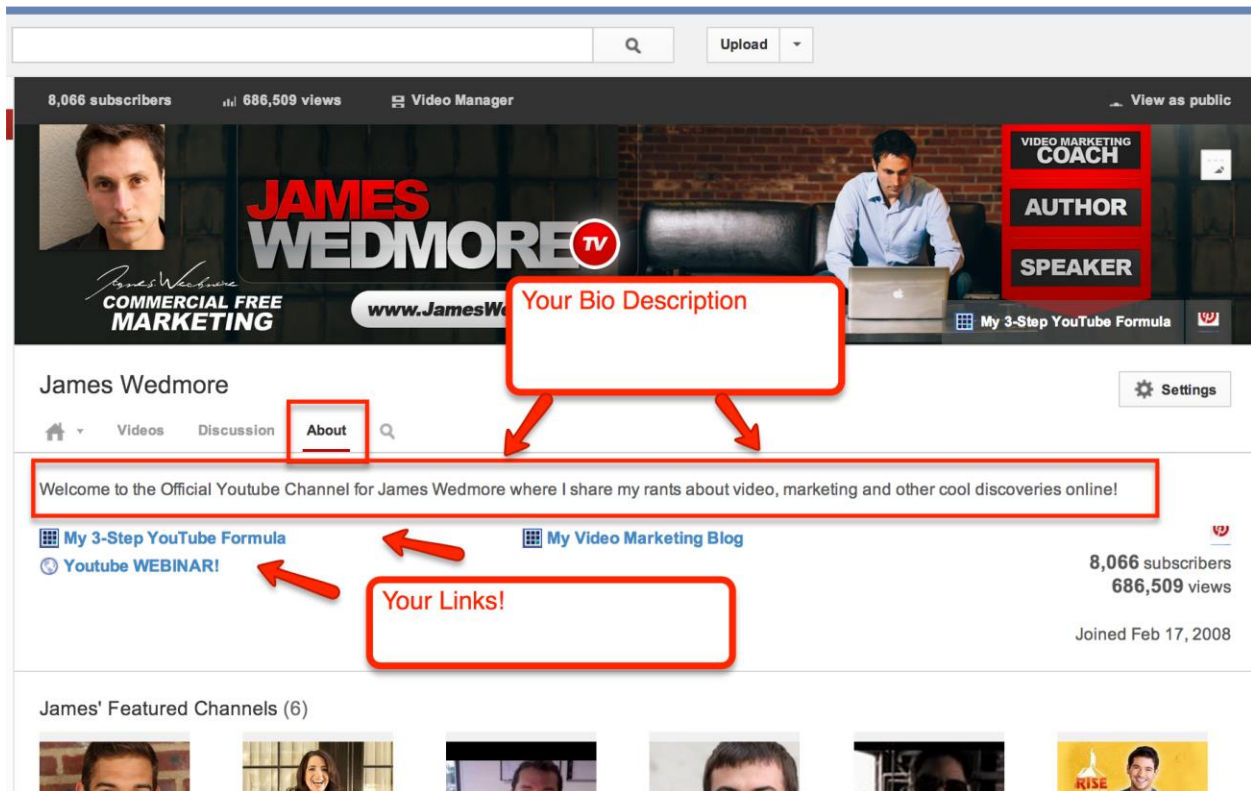 Upload
8,066 subscribers 686,509 views Video Manager View as public
JAMES
WEDMORE TV
James Wedmore
COMMERCIAL FREE
MARKETING
www.JamesWe
VIDEO MARKETING
COACH
AUTHOR
SPEAKER
My 3-Step YouTube Formula
Your Bio Description
James Wedmore
Settings
Videos Discussion About
Welcome to the Official Youtube Channel for James Wedmore where I share my rants about video, marketing and other cool discoveries online!
My 3-Step YouTube Formula My Video Marketing Blog
Youtube WEBINAR!
8,066 subscribers
686,509 views
Your Links!
Joined Feb 17, 2008
James' Featured Channels (6)
RISE